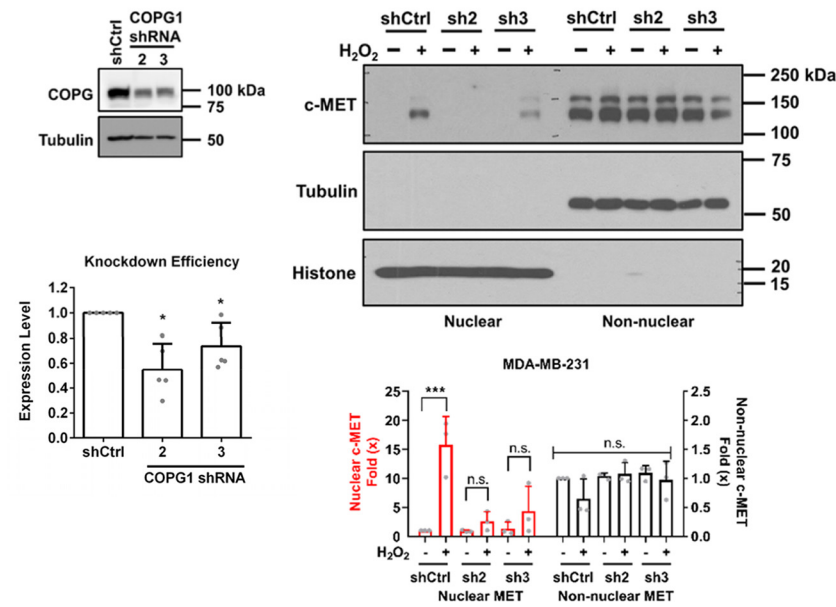 shCtrl
COPG1
shRNA
2 3
COPG
100 kDa
75
Tubulin
50
shCtrl sh2 sh3 shCtrl sh2 sh3
H2O2 – + – + – + – + – + – +
c-MET
250 kDa
150
100
Tubulin
75
50
Histone
20
15
Nuclear Non-nuclear
Knockdown Efficiency
Expression Level
1.2
1.0
0.8
0.6
0.4
0.2
0.0
* *
shCtrl 2 3
COPG1 shRNA
MDA-MB-231
Nuclear c-MET
Fold (x)
25
20
15
10
5
0
*** n.s. n.s. n.s.
2.5
2.0
1.5
1.0
0.5
0.0
Non-nuclear c-MET
Fold (x)
H2O2 - + - + - + - + - + - +
shCtrl sh2 sh3 shCtrl sh2 sh3
Nuclear MET Non-nuclear MET